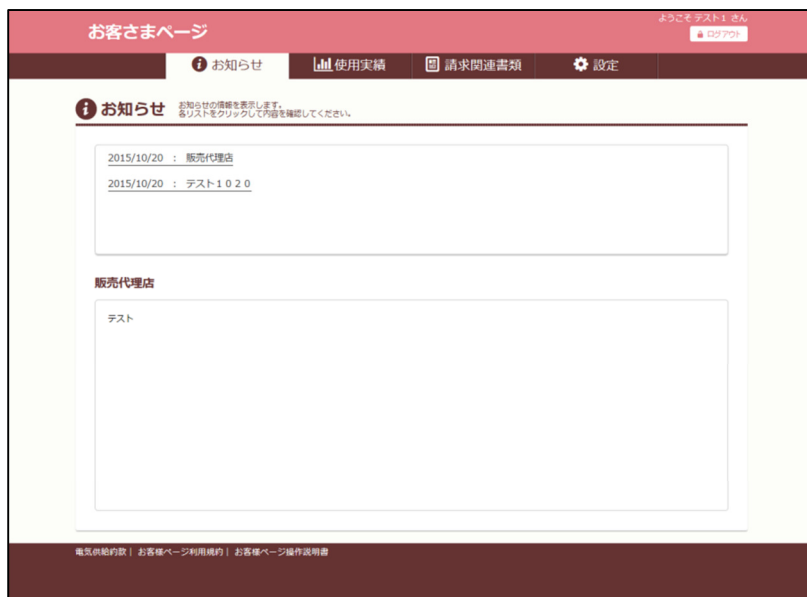 お客さまページ
ようこそ テスト1 さん
ログアウト
お知らせ
使用実績
請求関連書類
設定
お知らせ
お知らせの情報を表示します。
各リストをクリックして内容を確認してください。
2015/10/20 ： 販売代理店
2015/10/20 ： テスト１０２０
販売代理店
テスト
電気供給約款 | お客様ページ利用規約 | お客様ページ操作説明書